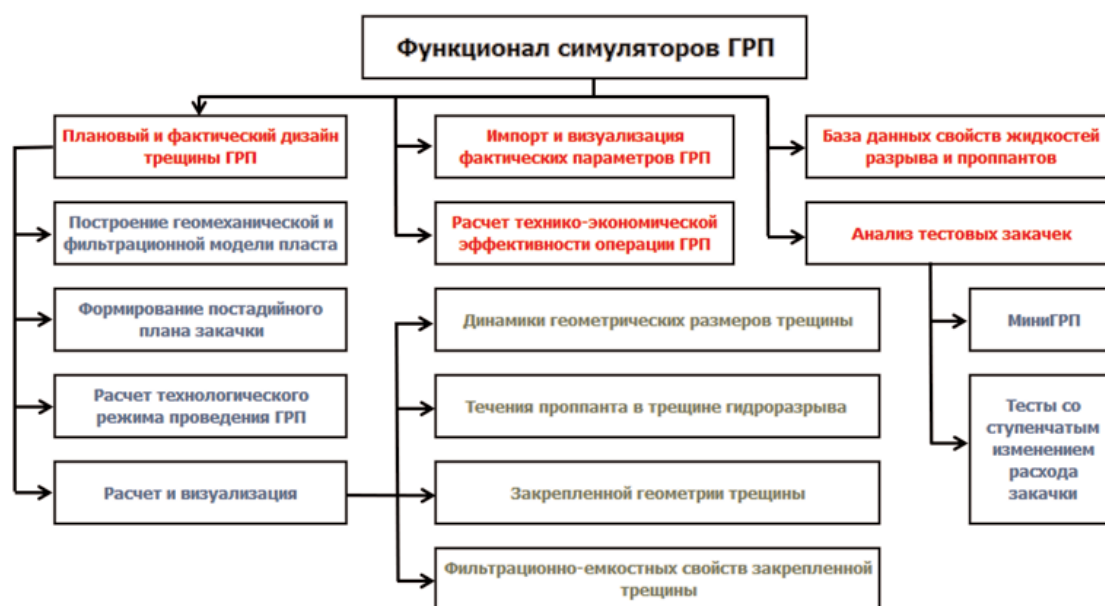 Функционал симуляторов ГРП
Плановый и фактический дизайн
трещины ГРП
Импорт и визуализация
фактических параметров ГРП
База данных свойств жидкостей
разрыва и проппантов
Построение геомеханической и
фильтрационной модели пласта
Расчет технико-экономической
эффективности операции ГРП
Анализ тестовых закачек
Формирование постадийного
плана закачки
Динамики геометрических размеров трещины
МиниГРП
Расчет технологического
режима проведения ГРП
Течения проппанта в трещине гидроразрыва
Тесты со
ступенчатым
изменением
расхода
закачки
Расчет и визуализация
Закрепленной геометрии трещины
Фильтрационно-емкостных свойств закрепленной
трещины